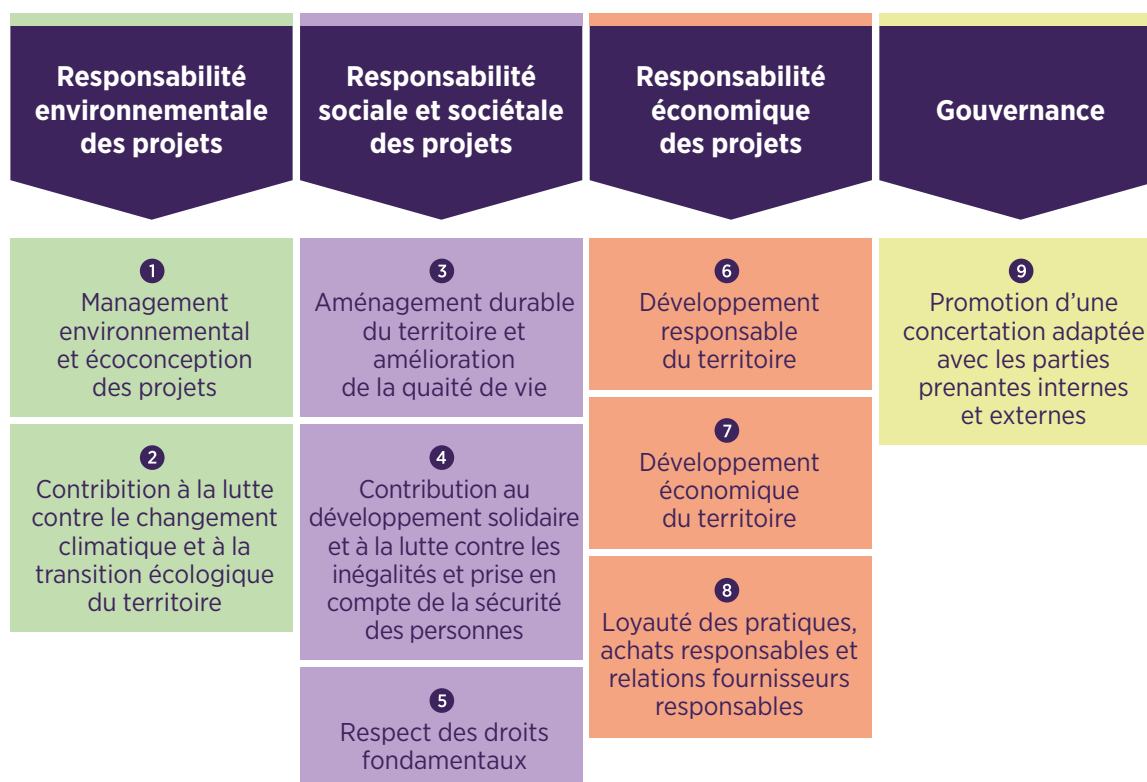 Responsabilité
environnementale
des projets
1
Management
environnemental
et écoconception
des projets
2
Contribition à la lutte
contre le changement
climatique et à la
transition écologique
du territoire
Responsabilité
sociale et sociétale
des projets
3
Aménagement durable
du territoire et
amélioration
de la quaité de vie
4
Contribution au
développement solidaire
et à la lutte contre les
inégalités et prise en
compte de la sécurité
des personnes
5
Respect des droits
fondamentaux
Responsabilité
économique
des projets
6
Développement
responsable
du territoire
7
Développement
économique
du territoire
8
Loyauté des pratiques,
achats responsables et
relations fournisseurs
responsables
Gouvernance
9
Promotion d’une
concertation adaptée
avec les parties
prenantes internes
et externes